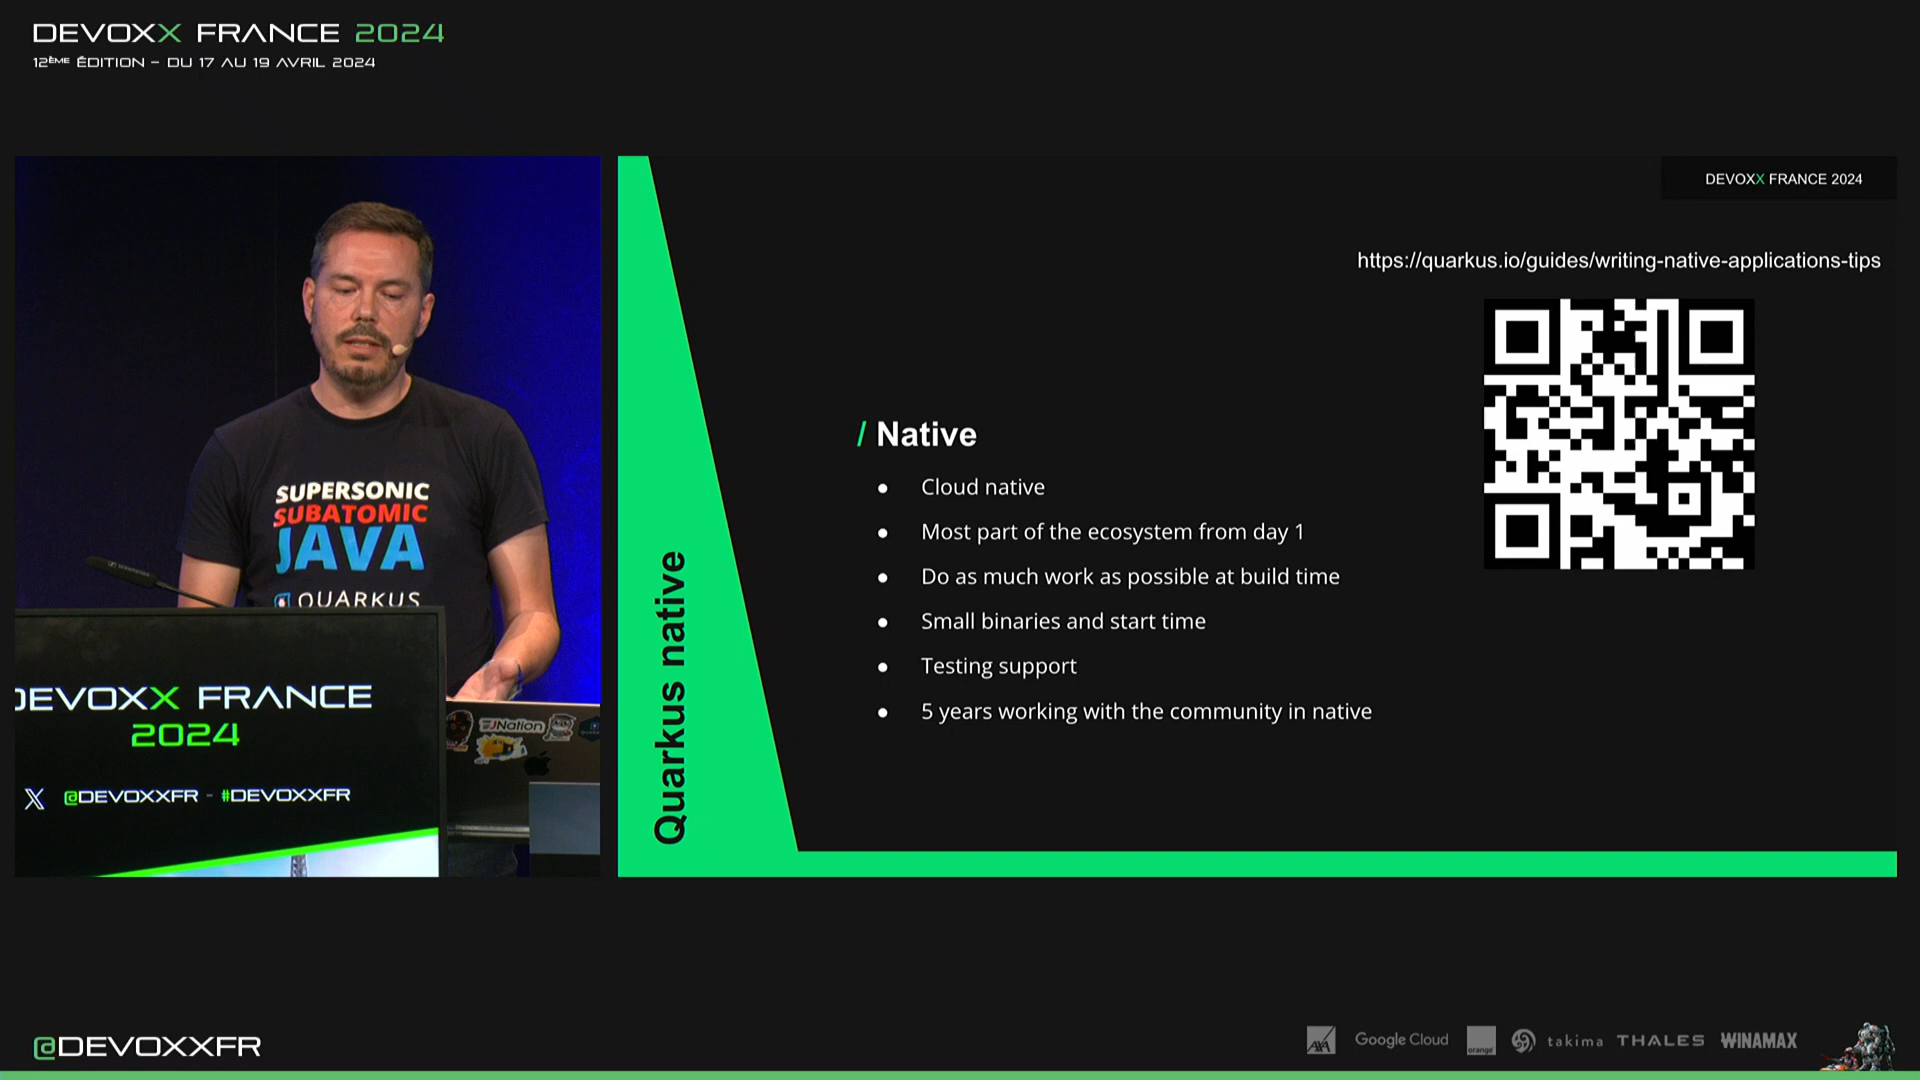 DEVOXX FRANCE 2024
12ÈME ÉDITION - DU 17 AU 19 AVRIL 2024
DEVOXX FRANCE 2024
https://quarkus.io/guides/writing-native-applications-tips
/ Native
Cloud native
Most part of the ecosystem from day 1
Do as much work as possible at build time
Small binaries and start time
Testing support
5 years working with the community in native
Quarkus native
SUPERSONIC
SUBATOMIC
JAVA
QUARKUS
DEVOXX FRANCE
2024
@DEVOXXFR - #DEVOXXFR
JNation
@DEVOXXFR
AXA
Google Cloud
orange
takima
THALES
WINAMAX